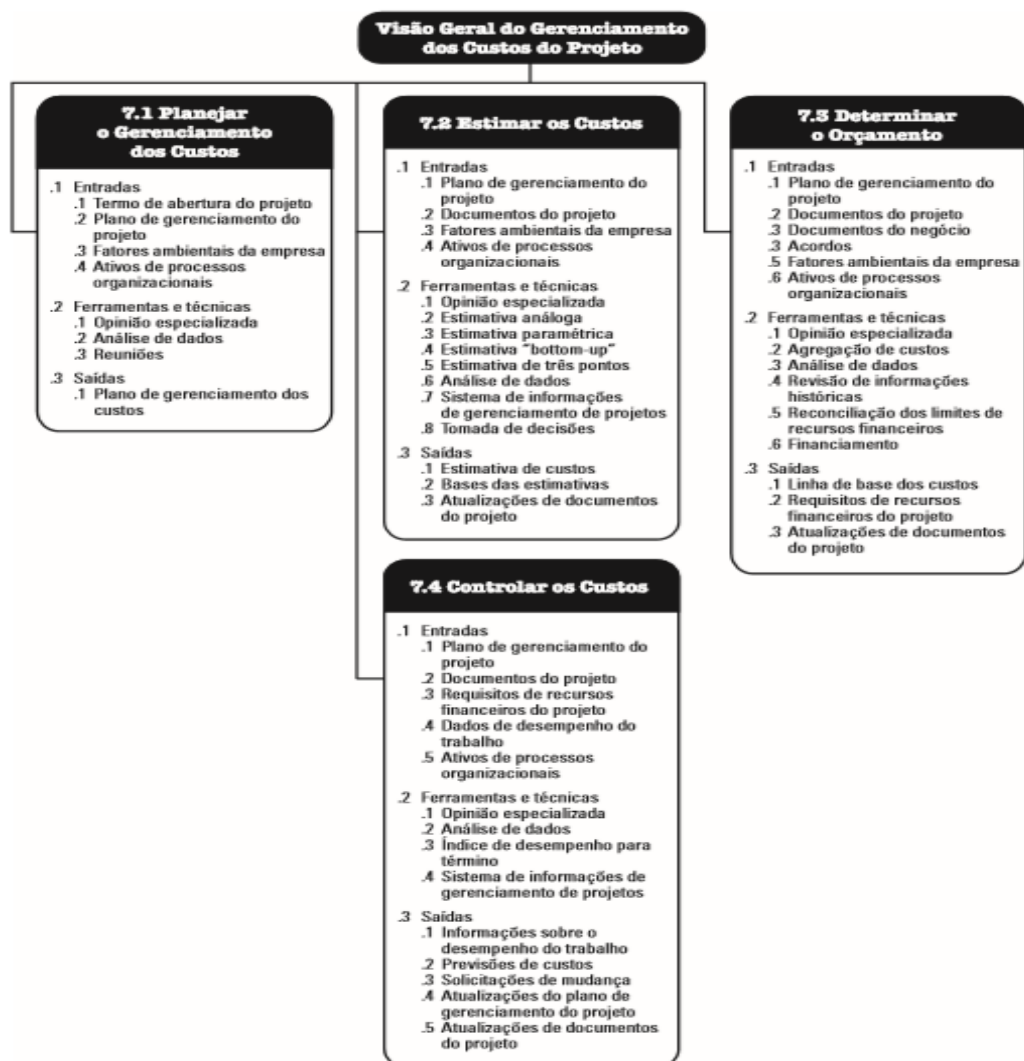 Visão Geral do Gerenciamento
dos Custos do Projeto
7.1 Planejar
o Gerenciamento
dos Custos
.1 Entradas
.1 Termo de abertura do projeto
.2 Plano de gerenciamento do
projeto
.3 Fatores ambientais da empresa
.4 Ativos de processos
organizacionais
.2 Ferramentas e técnicas
.1 Opinião especializada
.2 Análise de dados
.3 Reuniões
.3 Saídas
.1 Plano de gerenciamento dos
custos
7.2 Estimar os Custos
.1 Entradas
.1 Plano de gerenciamento do
projeto
.2 Documentos do projeto
.3 Fatores ambientais da empresa
.4 Ativos de processos
organizacionais
.2 Ferramentas e técnicas
.1 Opinião especializada
.2 Estimativa análoga
.3 Estimativa paramétrica
.4 Estimativa "bottom-up"
.5 Estimativa de três pontos
.6 Análise de dados
.7 Sistema de informações
de gerenciamento de projetos
.8 Tomada de decisões
.3 Saídas
.1 Estimativa de custos
.2 Bases das estimativas
.3 Atualizações de documentos
do projeto
7.3 Determinar
o Orçamento
.1 Entradas
.1 Plano de gerenciamento do
projeto
.2 Documentos do projeto
.3 Documentos do negócio
.3 Acordos
.5 Fatores ambientais da empresa
.6 Ativos de processos
organizacionais
.2 Ferramentas e técnicas
.1 Opinião especializada
.2 Agregação de custos
.3 Análise de dados
.4 Revisão de informações
históricas
.5 Reconciliação dos limites de
recursos financeiros
.6 Financiamento
.3 Saídas
.1 Linha de base dos custos
.2 Requisitos de recursos
financeiros do projeto
.3 Atualizações de documentos
do projeto
7.4 Controlar os Custos
.1 Entradas
.1 Plano de gerenciamento do
projeto
.2 Documentos do projeto
.3 Requisitos de recursos
financeiros do projeto
.4 Dados de desempenho do
trabalho
.5 Ativos de processos
organizacionais
.2 Ferramentas e técnicas
.1 Opinião especializada
.2 Análise de dados
.3 Índice de desempenho para
término
.4 Sistema de informações de
gerenciamento de projetos
.3 Saídas
.1 Informações sobre o
desempenho do trabalho
.2 Previsões de custos
.3 Solicitações de mudança
.4 Atualizações do plano de
gerenciamento do projeto
.5 Atualizações de documentos
do projeto